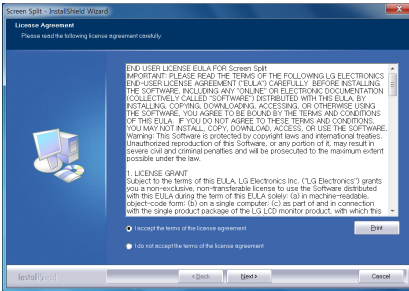 Screen Split - InstallShield Wizard
License Agreement
Please read the following license agreement carefully.
END USER LICENSE EULA FOR Screen Split
IMPORTANT: PLEASE READ THE TERMS OF THE FOLLOWING LG ELECTRONICS
END-USER LICENSE AGREEMENT (EULA) CAREFULLY BEFORE INSTALLING
THE SOFTWARE, INCLUDING ANY "ONLINE" OR ELECTRONIC DOCUMENTATION
(COLLECTIVELY CALLED "SOFTWARE") DISTRIBUTED WITH THIS EULA. BY
INSTALLING, COPYING, DOWNLOADING, ACCESSING, OR OTHERWISE USING
THE SOFTWARE, YOU AGREE TO BE BOUND BY THE TERMS AND CONDITIONS
OF THIS EULA. IF YOU DO NOT AGREE TO THESE TERMS AND CONDITIONS,
YOU MAY NOT INSTALL, COPY, DOWNLOAD, ACCESS, OR USE THE SOFTWARE.
Warning: This Software is protected by copyright laws and international treaties.
Unauthorized reproduction of this Software, or any portion of it, may result in
severe civil and criminal penalties and will be prosecuted to the maximum extent
possible under the law.
1. LICENSE GRANT
Subject to the terms of this EULA, LG Electronics Inc. ("LG Electronics") grants
you a non-exclusive, non-transferable license to use the Software distributed
with this EULA during the term of this EULA solely: (a) in machine-readable,
object-code form; (b) on a single computer; (c) as part of and in connection
with the single product package of the LG LCD monitor product, with which this
I accept the terms of the license agreement
Print
I do not accept the terms of the license agreement
InstallShield
< Back
Next >
Cancel